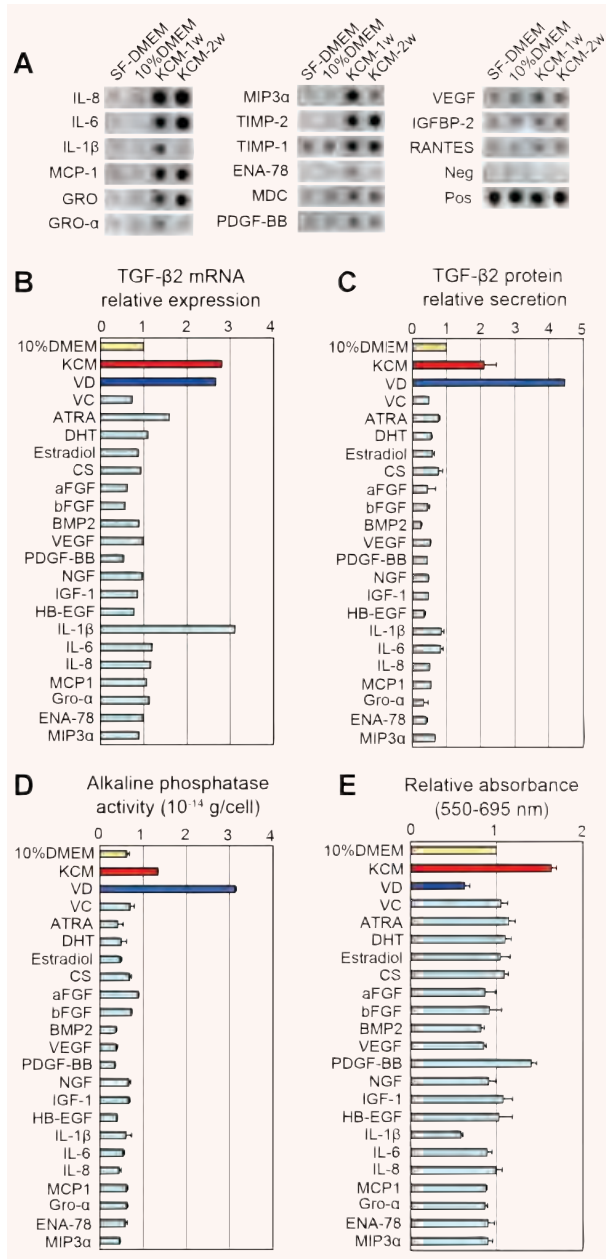 A
SF-DMEM 10%DMEM KCM-1w KCM-2w
IL-8
IL-6
IL-1β
MCP-1
GRO
GRO-α
SF-DMEM 10%DMEM KCM-1w KCM-2w
MIP3α
TIMP-2
TIMP-1
ENA-78
MDC
PDGF-BB
SF-DMEM 10%DMEM KCM-1w KCM-2w
VEGF
IGFBP-2
RANTES
Neg
Pos
B
TGF-β2 mRNA
relative expression
0 1 2 3 4
10%DMEM
KCM
VD
VC
ATRA
DHT
Estradiol
CS
aFGF
bFGF
BMP2
VEGF
PDGF-BB
NGF
IGF-1
HB-EGF
IL-1β
IL-6
IL-8
MCP1
Gro-α
ENA-78
MIP3α
C
TGF-β2 protein
relative secretion
0 1 2 3 4 5
10%DMEM
KCM
VD
VC
ATRA
DHT
Estradiol
CS
aFGF
bFGF
BMP2
VEGF
PDGF-BB
NGF
IGF-1
HB-EGF
IL-1β
IL-6
IL-8
MCP1
Gro-α
ENA-78
MIP3α
D
Alkaline phosphatase
activity (10⁻¹⁴ g/cell)
0 1 2 3 4
10%DMEM
KCM
VD
VC
ATRA
DHT
Estradiol
CS
aFGF
bFGF
BMP2
VEGF
PDGF-BB
NGF
IGF-1
HB-EGF
IL-1β
IL-6
IL-8
MCP1
Gro-α
ENA-78
MIP3α
E
Relative absorbance
(550-695 nm)
0 1 2
10%DMEM
KCM
VD
VC
ATRA
DHT
Estradiol
CS
aFGF
bFGF
BMP2
VEGF
PDGF-BB
NGF
IGF-1
HB-EGF
IL-1β
IL-6
IL-8
MCP1
Gro-α
ENA-78
MIP3α